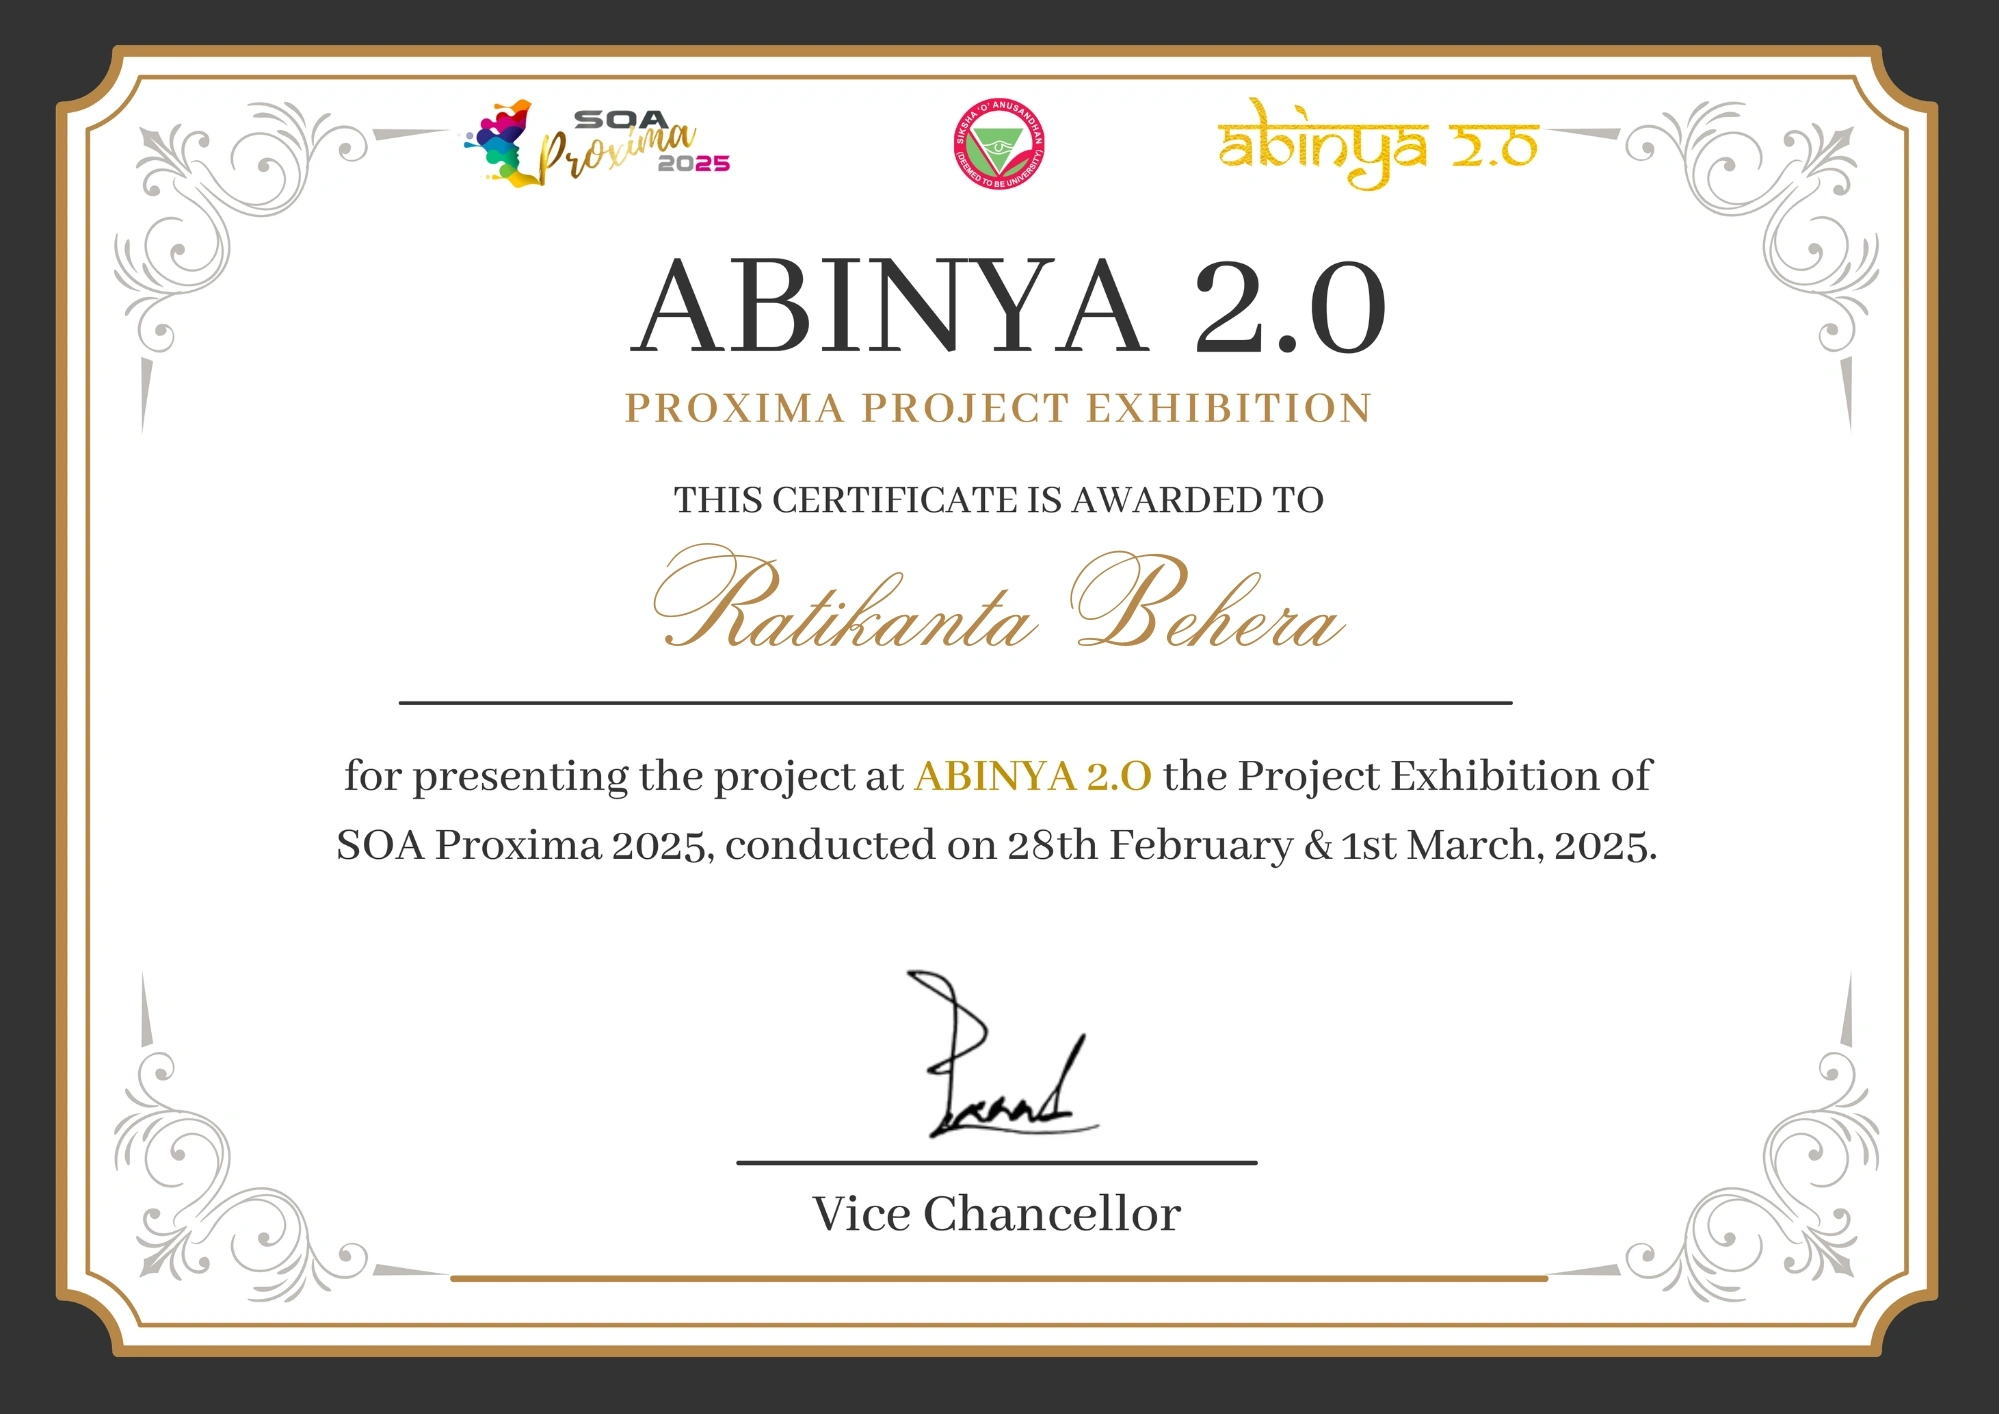 SOA
Proxima
2025
SIKSHA 'O' ANUSANDHAN
(DEEMED TO BE UNIVERSITY)
abinya 2.0
ABINYA 2.0
PROXIMA PROJECT EXHIBITION
THIS CERTIFICATE IS AWARDED TO
Ratikanta Behera
for presenting the project at ABINYA 2.O the Project Exhibition of
SOA Proxima 2025, conducted on 28th February & 1st March, 2025.
Vice Chancellor